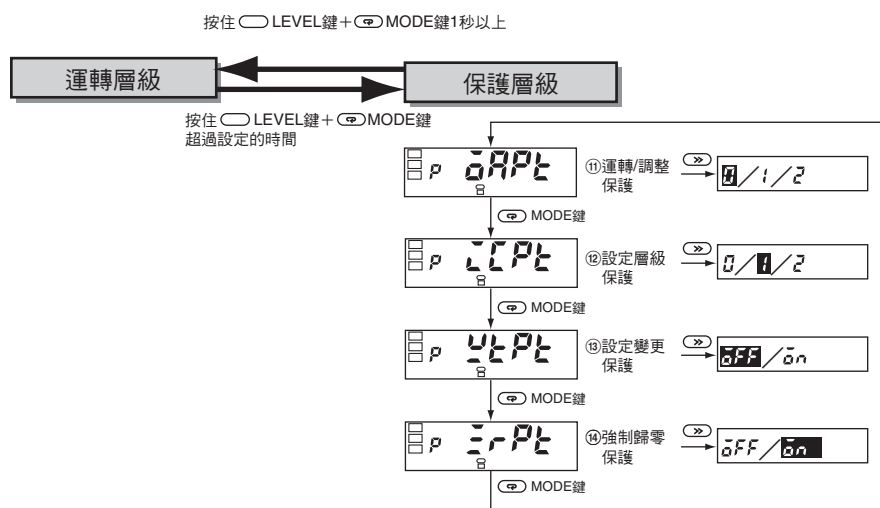 按住 LEVEL鍵+ MODE鍵1秒以上
運轉層級
保護層級
按住 LEVEL鍵+ MODE鍵
超過設定的時間
⑪運轉/調整
保護
0/1/2
MODE鍵
⑫設定層級
保護
0/1/2
MODE鍵
⑬設定變更
保護
oFF/on
MODE鍵
⑭強制歸零
保護
oFF/on
MODE鍵